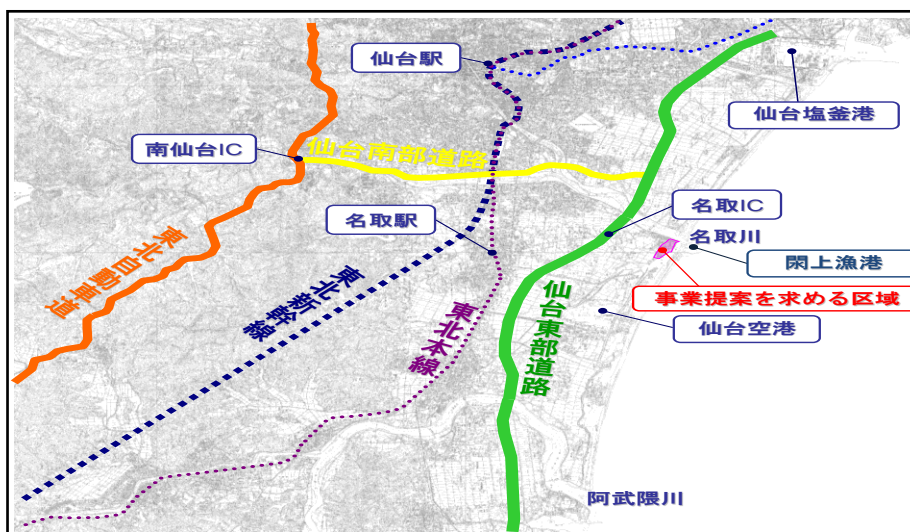 仙台駅
仙台塩釜港
南仙台IC
仙台南部道路
名取駅
名取IC
名取川
閖上漁港
東北自動車道
東北新幹線
東北本線
仙台東部道路
事業提案を求める区域
仙台空港
阿武隈川